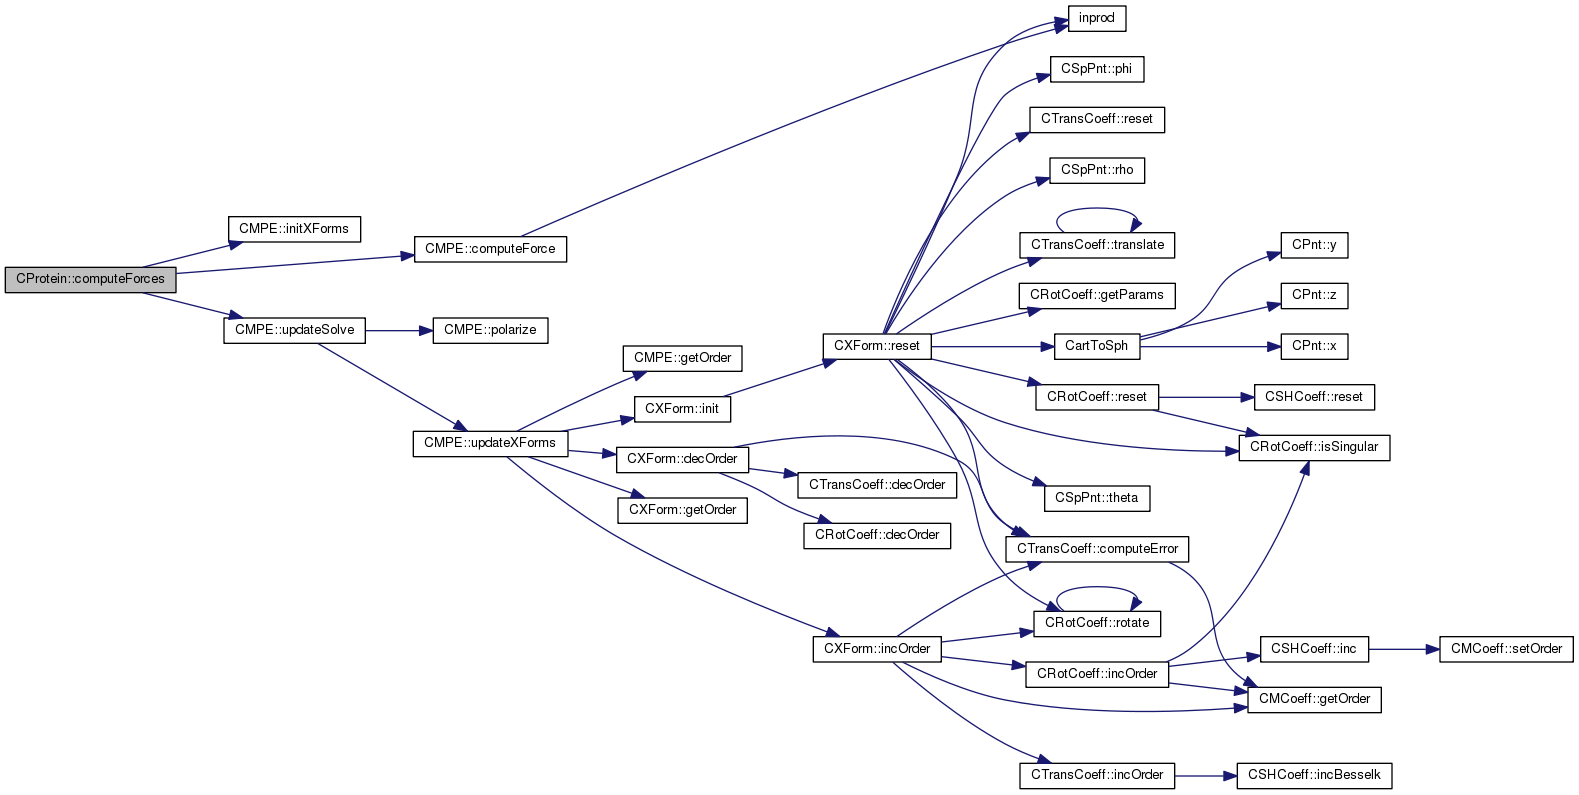 inprod
CSpPnt::phi
CTransCoeff::reset
CSpPnt::rho
CMPE::initXForms
CMPE::computeForce
CTransCoeff::translate
CPnt::y
CProtein::computeForces
CRotCoeff::getParams
CPnt::z
CMPE::updateSolve
CMPE::polarize
CXForm::reset
CartToSph
CPnt::x
CMPE::getOrder
CRotCoeff::reset
CSHCoeff::reset
CXForm::init
CMPE::updateXForms
CRotCoeff::isSingular
CXForm::decOrder
CTransCoeff::decOrder
CSpPnt::theta
CXForm::getOrder
CRotCoeff::decOrder
CTransCoeff::computeError
CRotCoeff::rotate
CXForm::incOrder
CSHCoeff::inc
CMCoeff::setOrder
CRotCoeff::incOrder
CMCoeff::getOrder
CTransCoeff::incOrder
CSHCoeff::incBesselk